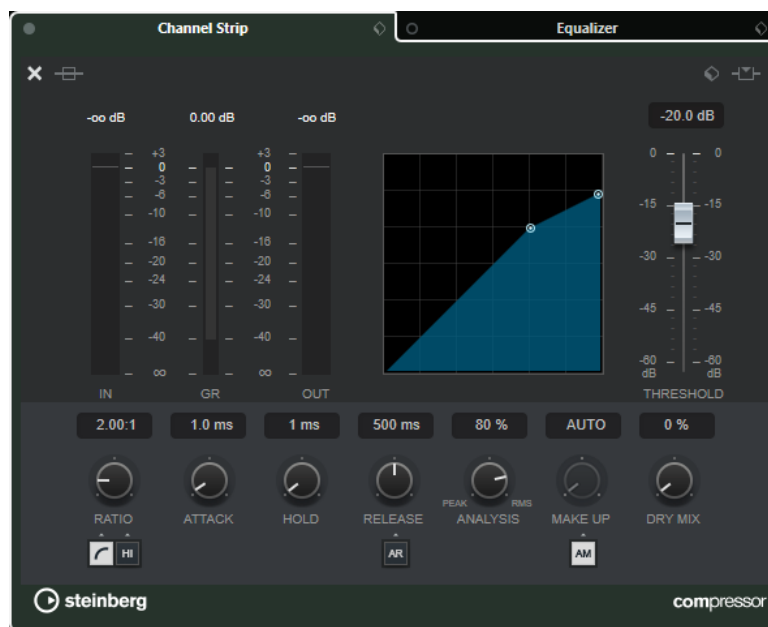 Channel Strip Equalizer
-oo dB 0.00 dB -oo dB -20.0 dB
+3 +3 0 0
0 0
-3 -3
-6 -6
-10 -10 -15 -15
-16 -16
-20 -20 -30 -30
-24 -24
-30 -30 -45 -45
-40 -40
∞ ∞ -60 -60
dB dB
IN GR OUT THRESHOLD
2.00:1 1.0 ms 1 ms 500 ms 80 % AUTO 0 %
PEAK RMS
RATIO ATTACK HOLD RELEASE ANALYSIS MAKE UP DRY MIX
HI AR AM
steinberg compressor